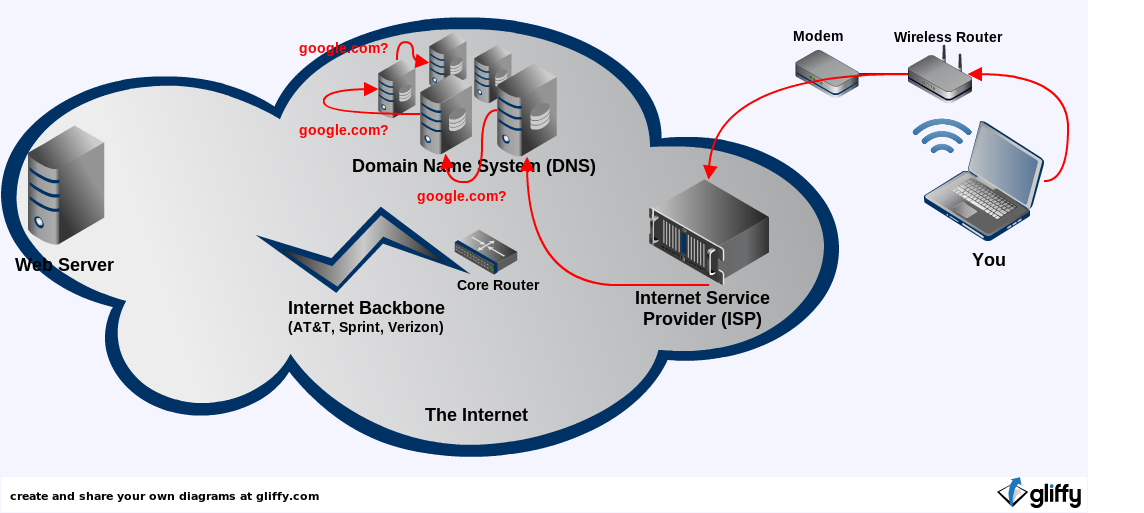 google.com?
google.com?
Domain Name System (DNS)
google.com?
Modem
Wireless Router
You
Web Server
Core Router
Internet Backbone
(AT&T, Sprint, Verizon)
Internet Service
Provider (ISP)
The Internet
create and share your own diagrams at gliffy.com
gliffy